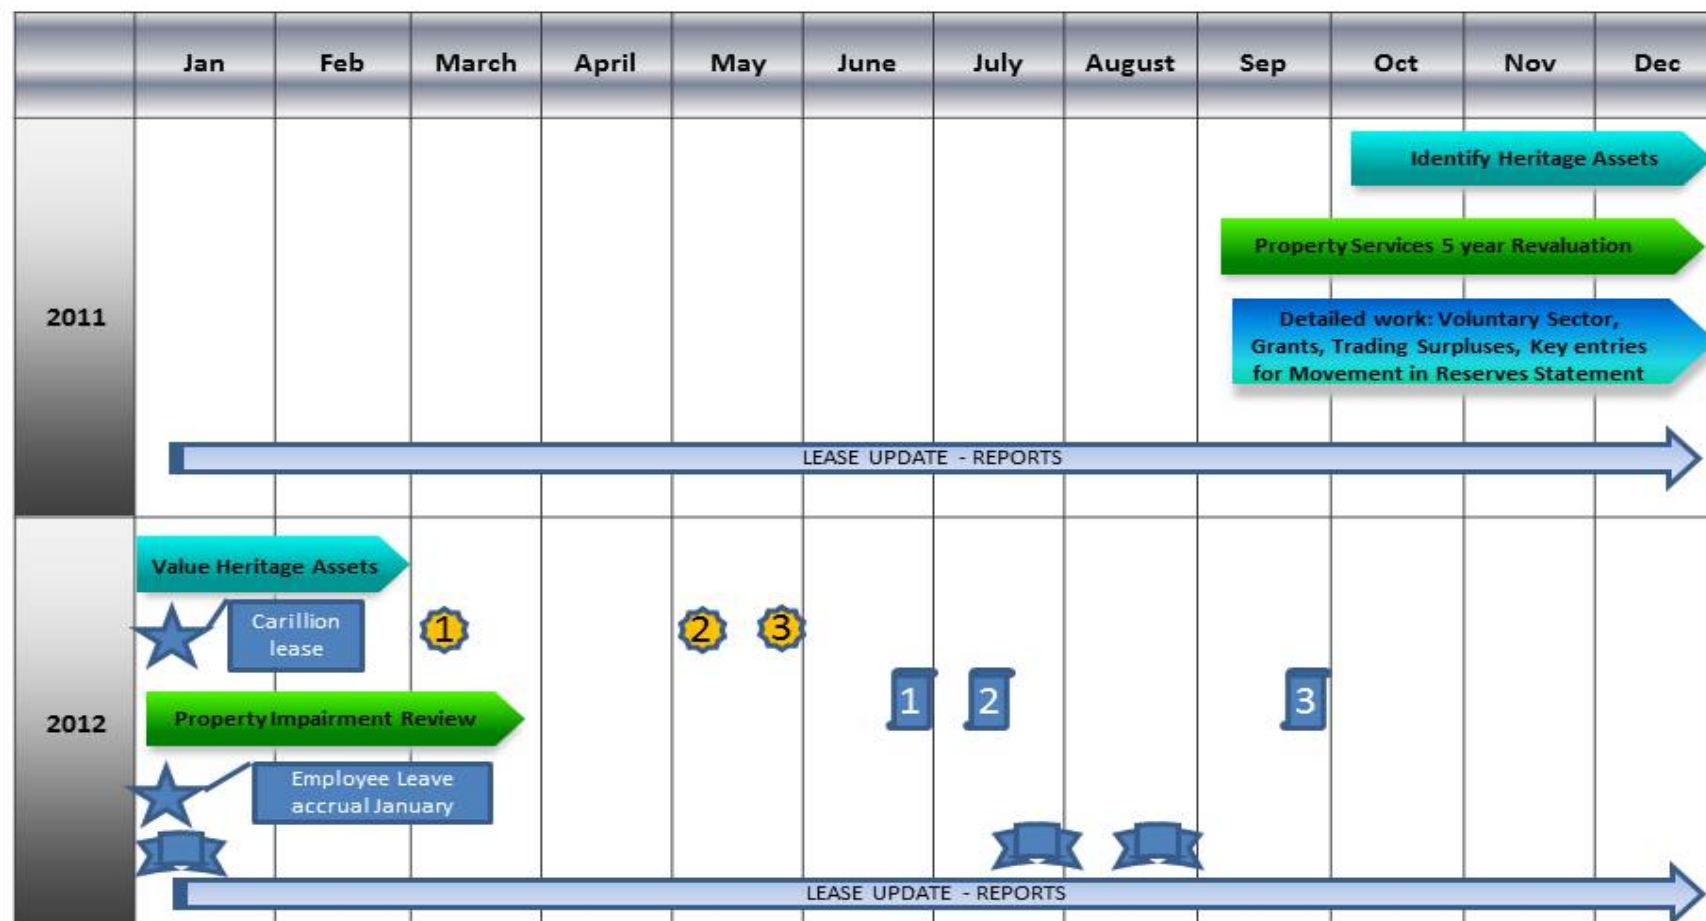 Jan Feb March April May June July August Sep Oct Nov Dec
2011
Identify Heritage Assets
Property Services 5 year Revaluation
Detailed work: Voluntary Sector,
Grants, Trading Surpluses, Key entries
for Movement in Reserves Statement
LEASE UPDATE - REPORTS
2012
Value Heritage Assets
Carillion
lease
1 2 3
1 2 3
Property Impairment Review
Employee Leave
accrual January
LEASE UPDATE - REPORTS